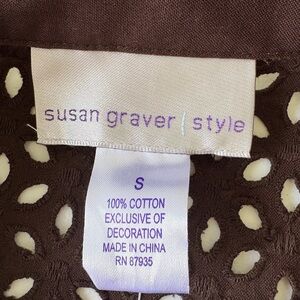 susan graver | style
S
100% COTTON
EXCLUSIVE OF
DECORATION
MADE IN CHINA
RN 87935